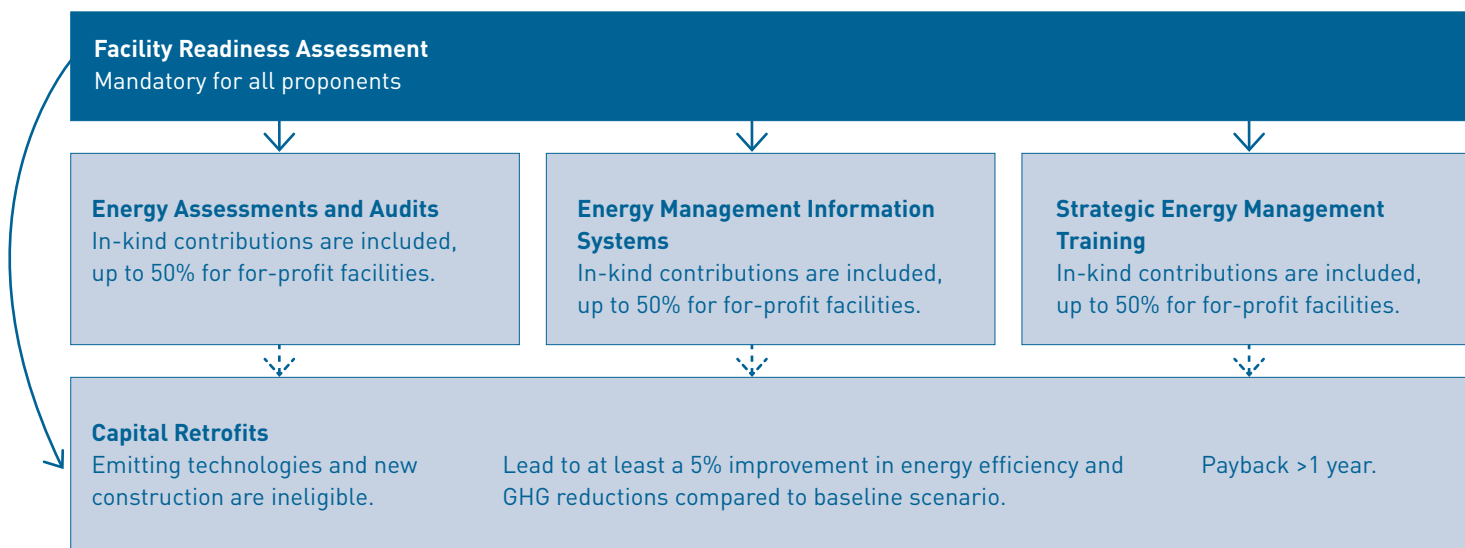 Facility Readiness Assessment
Mandatory for all proponents
Energy Assessments and Audits
In-kind contributions are included,
up to 50% for for-profit facilities.
Energy Management Information
Systems
In-kind contributions are included,
up to 50% for for-profit facilities.
Strategic Energy Management
Training
In-kind contributions are included,
up to 50% for for-profit facilities.
Capital Retrofits
Emitting technologies and new
construction are ineligible.
Lead to at least a 5% improvement in energy efficiency and
GHG reductions compared to baseline scenario.
Payback >1 year.